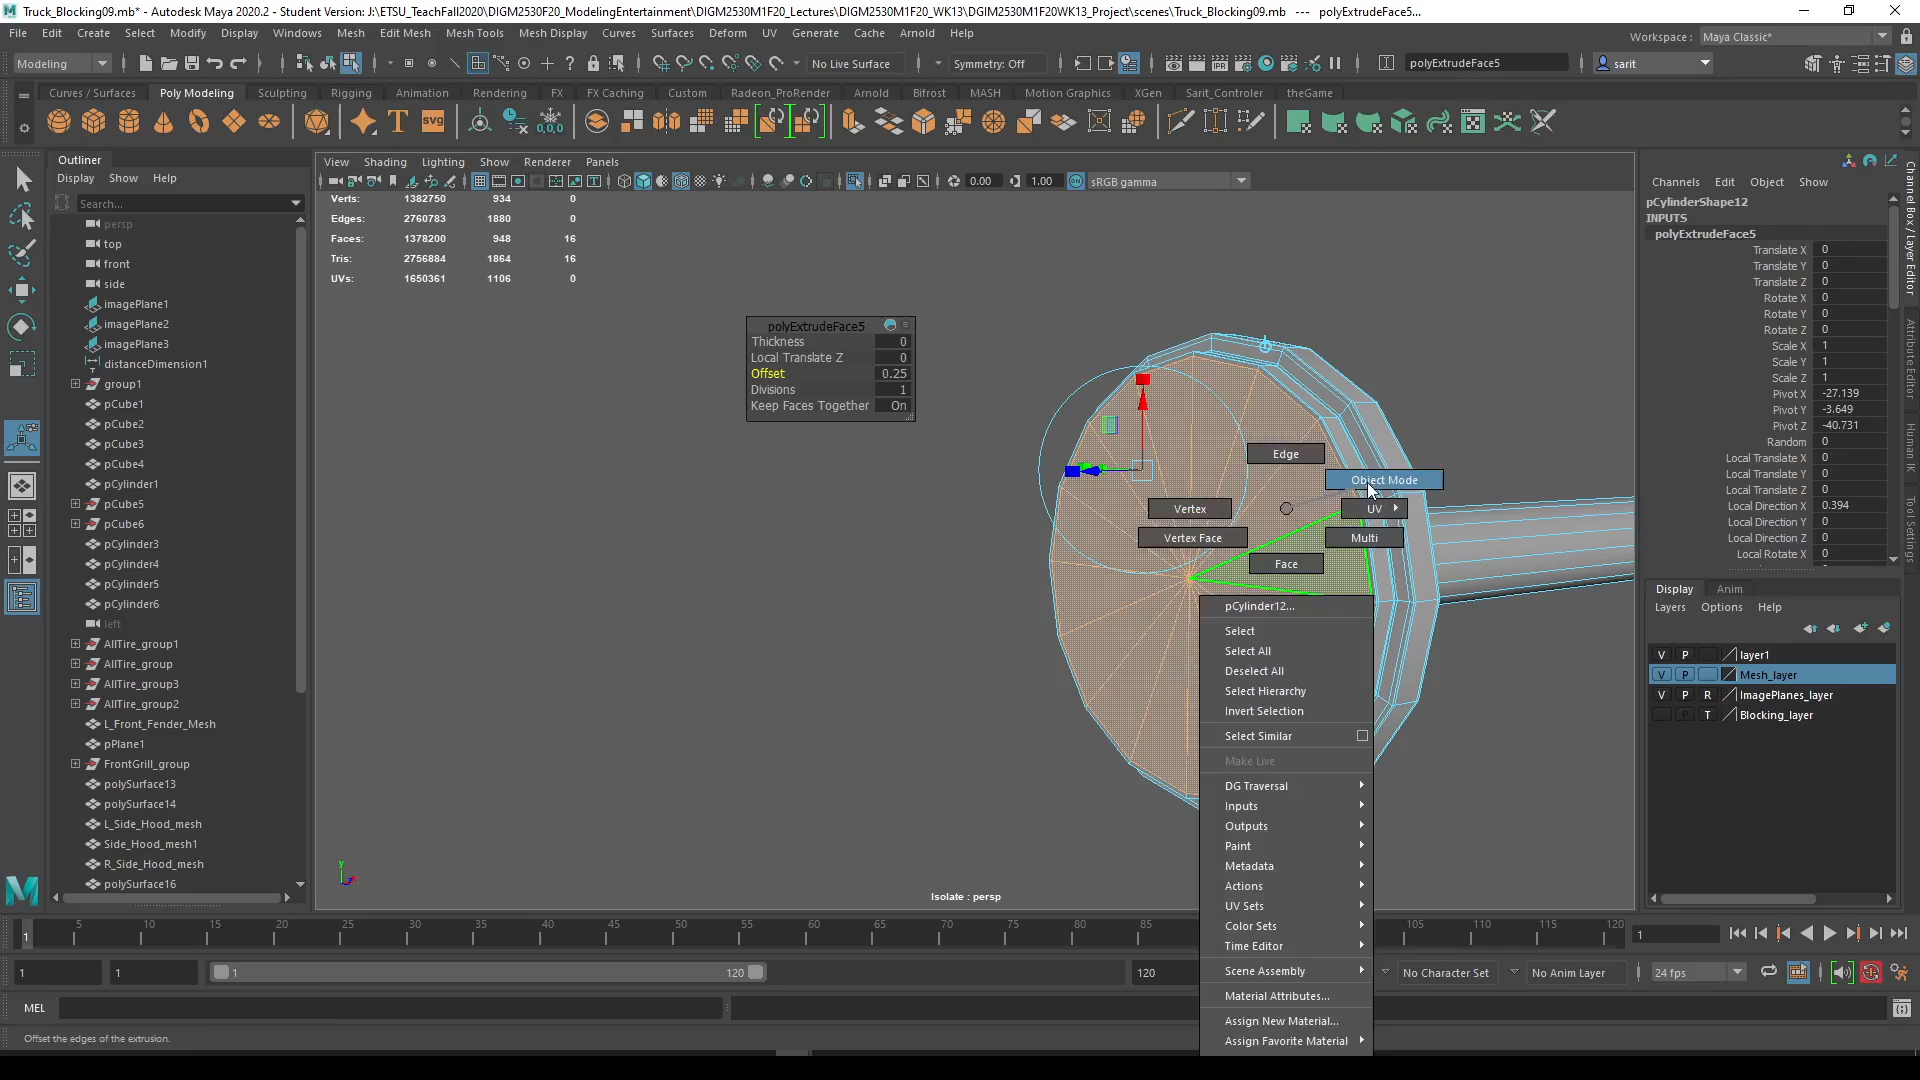 Truck_Blocking09.mb* - Autodesk Maya 2020.2 - Student Version: J:\ETSU_TeachFall2020\DIGM2530F20_ModelingEntertainment\DIGM2530M1F20_Lectures\DIGM2530M1F20_WK13\DGIM2530M1F20WK13_Project\scenes\Truck_Blocking09.mb --- polyExtrudeFace5...
File Edit Create Select Modify Display Windows Mesh Edit Mesh Mesh Tools Mesh Display Curves Surfaces Deform UV Generate Cache Arnold Help
Workspace : Maya Classic*
Modeling No Live Surface Symmetry: Off polyExtrudeFace5 sarit
Curves / Surfaces Poly Modeling Sculpting Rigging Animation Rendering FX FX Caching Custom Radeon_ProRender Arnold Bifrost MASH Motion Graphics XGen Sarit_Controler theGame
Outliner
Display Show Help
Search...
persp
top
front
side
imagePlane1
imagePlane2
imagePlane3
distanceDimension1
group1
pCube1
pCube2
pCube3
pCube4
pCylinder1
pCube5
pCube6
pCylinder3
pCylinder4
pCylinder5
pCylinder6
left
AllTire_group1
AllTire_group
AllTire_group3
AllTire_group2
L_Front_Fender_Mesh
pPlane1
FrontGrill_group
polySurface13
polySurface14
L_Side_Hood_mesh
Side_Hood_mesh1
R_Side_Hood_mesh
polySurface16
View Shading Lighting Show Renderer Panels
0.00 1.00 sRGB gamma
Verts: 1382750 934 0
Edges: 2760783 1880 0
Faces: 1378200 948 16
Tris: 2756884 1864 16
UVs: 1650361 1106 0
polyExtrudeFace5
Thickness 0
Local Translate Z 0
Offset 0.25
Divisions 1
Keep Faces Together On
Edge
Object Mode
Vertex
UV
Vertex Face
Multi
Face
pCylinder12...
Select
Select All
Deselect All
Select Hierarchy
Invert Selection
Select Similar
Make Live
DG Traversal
Inputs
Outputs
Paint
Metadata
Actions
UV Sets
Color Sets
Time Editor
Scene Assembly
Material Attributes...
Assign New Material...
Assign Favorite Material
y
Isolate : persp
Channels Edit Object Show
pCylinderShape12
INPUTS
polyExtrudeFace5
Translate X 0
Translate Y 0
Translate Z 0
Rotate X 0
Rotate Y 0
Rotate Z 0
Scale X 1
Scale Y 1
Scale Z 1
Pivot X -27.139
Pivot Y -3.649
Pivot Z -40.731
Random 0
Local Translate X 0
Local Translate Y 0
Local Translate Z 0
Local Direction X 0.394
Local Direction Y 0
Local Direction Z 0
Local Rotate X 0
Channel Box / Layer Editor
Attribute Editor
Human IK
Tool Settings
Display Anim
Layers Options Help
V P layer1
V P Mesh_layer
V P R ImagePlanes_layer
P T Blocking_layer
1 5 10 15 20 25 30 35 40 45 50 55 60 65 70 75 80 85 105 110 115 120 1
1 1 1 120 120 No Character Set No Anim Layer 24 fps
MEL
Offset the edges of the extrusion.